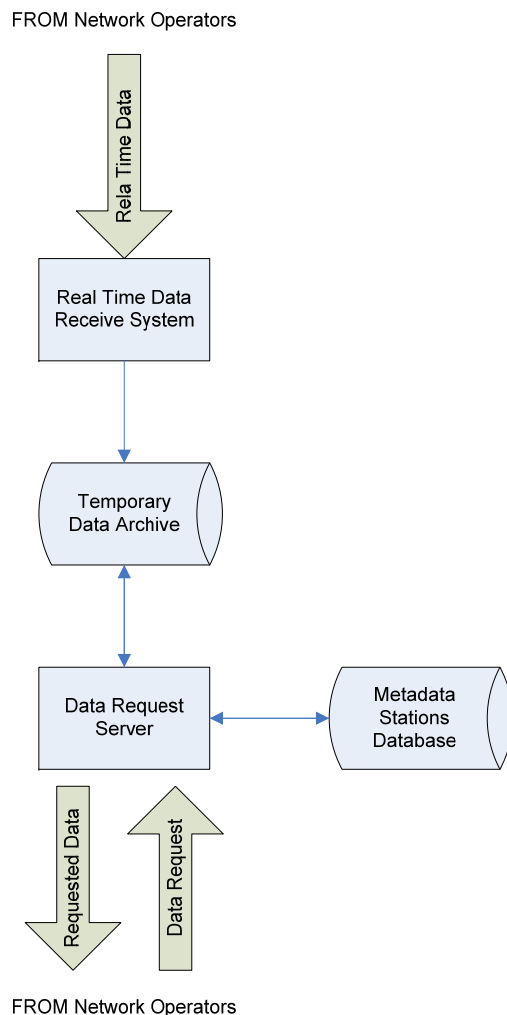 FROM Network Operators
Rela Time Data
Real Time Data
Receive System
Temporary
Data Archive
Data Request
Server
Metadata
Stations
Database
Requested Data
Data Request
FROM Network Operators